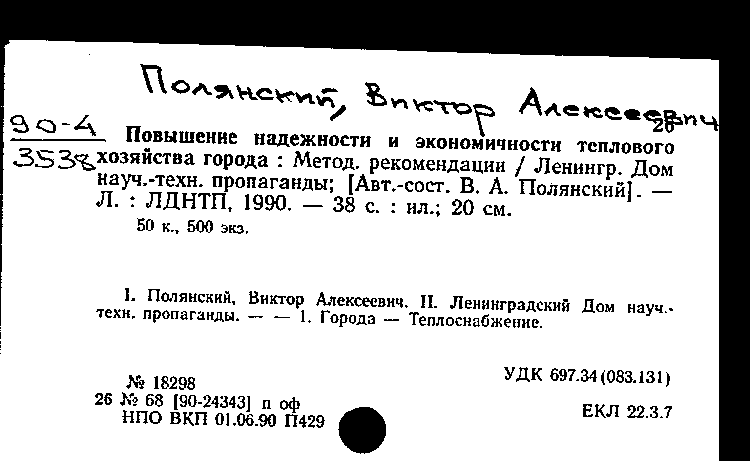 Полянский, Виктор Алексеевич
26
90-4
3538
Повышение надежности и экономичности теплового
хозяйства города : Метод. рекомендации / Ленингр. Дом
науч.-техн. пропаганды; [Авт.-сост. В. А. Полянский]. —
Л. : ЛДНТП, 1990. — 38 с. : ил.; 20 см.
50 к., 500 экз.
I. Полянский, Виктор Алексеевич. II. Ленинградский Дом науч.-
техн. пропаганды. — — 1. Города — Теплоснабжение.
УДК 697.34(083.131)
№ 18298
26 № 68 [90-24343] п оф
ЕКЛ 22.3.7
НПО ВКП 01.06.90 П429